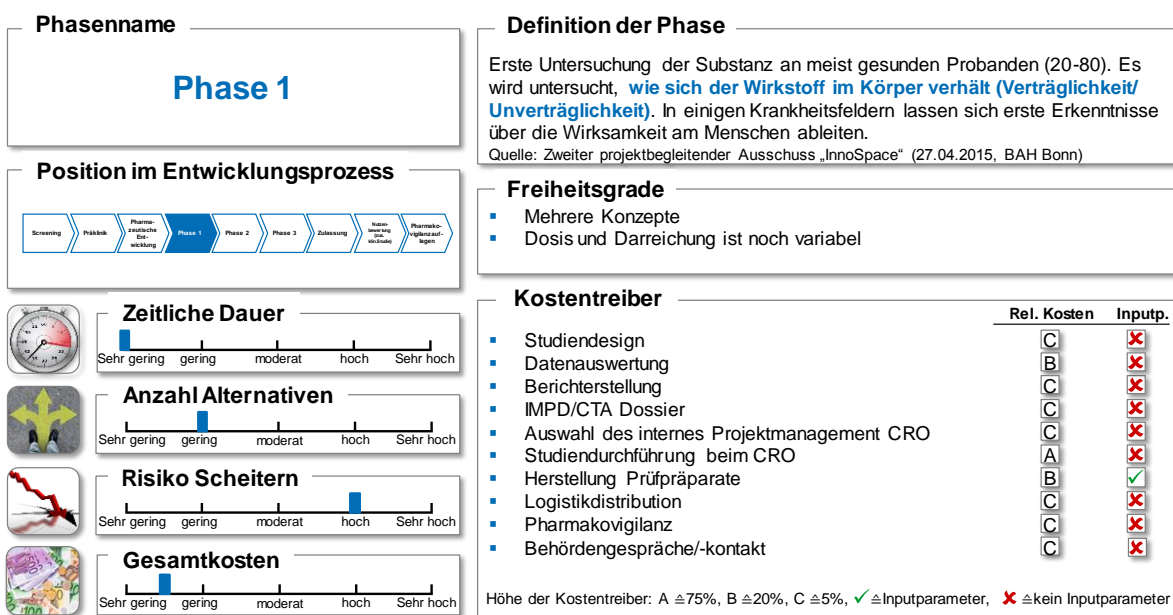 Phasenname
Phase 1
Position im Entwicklungsprozess
Screening
Präklinik
Pharma-
zeutische
Ent-
wicklung
Phase 1
Phase 2
Phase 3
Zulassung
Nutzen-
bewertung
(zus.
klin.Studie)
Pharmako-
vigilanzauf-
lagen
Zeitliche Dauer
Sehr gering gering moderat hoch Sehr hoch
Anzahl Alternativen
Sehr gering gering moderat hoch Sehr hoch
Risiko Scheitern
Sehr gering gering moderat hoch Sehr hoch
Gesamtkosten
Sehr gering gering moderat hoch Sehr hoch
Definition der Phase
Erste Untersuchung der Substanz an meist gesunden Probanden (20-80). Es
wird untersucht, wie sich der Wirkstoff im Körper verhält (Verträglichkeit/
Unverträglichkeit). In einigen Krankheitsfeldern lassen sich erste Erkenntnisse
über die Wirksamkeit am Menschen ableiten.
Quelle: Zweiter projektbegleitender Ausschuss „InnoSpace“ (27.04.2015, BAH Bonn)
Freiheitsgrade
▪ Mehrere Konzepte
▪ Dosis und Darreichung ist noch variabel
Kostentreiber
Rel. Kosten Inputp.
▪ Studiendesign C ✘
▪ Datenauswertung B ✘
▪ Berichterstellung C ✘
▪ IMPD/CTA Dossier C ✘
▪ Auswahl des internes Projektmanagement CRO C ✘
▪ Studiendurchführung beim CRO A ✘
▪ Herstellung Prüfpräparate B ✓
▪ Logistikdistribution C ✘
▪ Pharmakovigilanz C ✘
▪ Behördengespräche/-kontakt C ✘
Höhe der Kostentreiber: A ≙75%, B ≙20%, C ≙5%, ✓≙Inputparameter, ✘ ≙kein Inputparameter